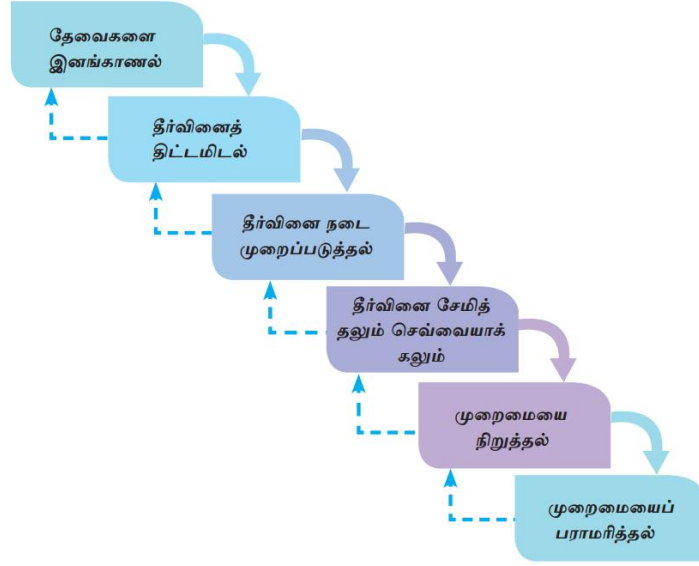 தேவைகளை
இனங்காணல்
தீர்வினைத்
திட்டமிடல்
தீர்வினை நடை
முறைப்படுத்தல்
தீர்வினை சேமித்
தலும் செவ்வையாக்
கலும்
முறைமையை
நிறுத்தல்
முறைமையைப்
பராமரித்தல்